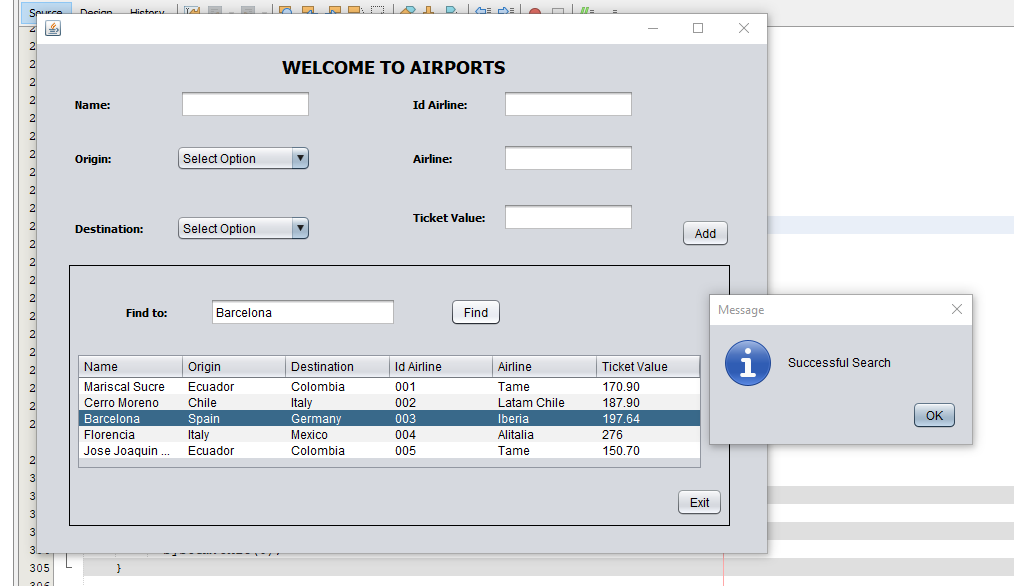 Source Design History
WELCOME TO AIRPORTS
Name: Id Airline:
Origin: Select Option Airline:
Destination: Select Option Ticket Value:
Add
Find to: Barcelona Find
Message
Successful Search
OK
Name Origin Destination Id Airline Airline Ticket Value
Mariscal Sucre Ecuador Colombia 001 Tame 170.90
Cerro Moreno Chile Italy 002 Latam Chile 187.90
Barcelona Spain Germany 003 Iberia 197.64
Florencia Italy Mexico 004 Alitalia 276
Jose Joaquin ... Ecuador Colombia 005 Tame 150.70
Exit
305 }